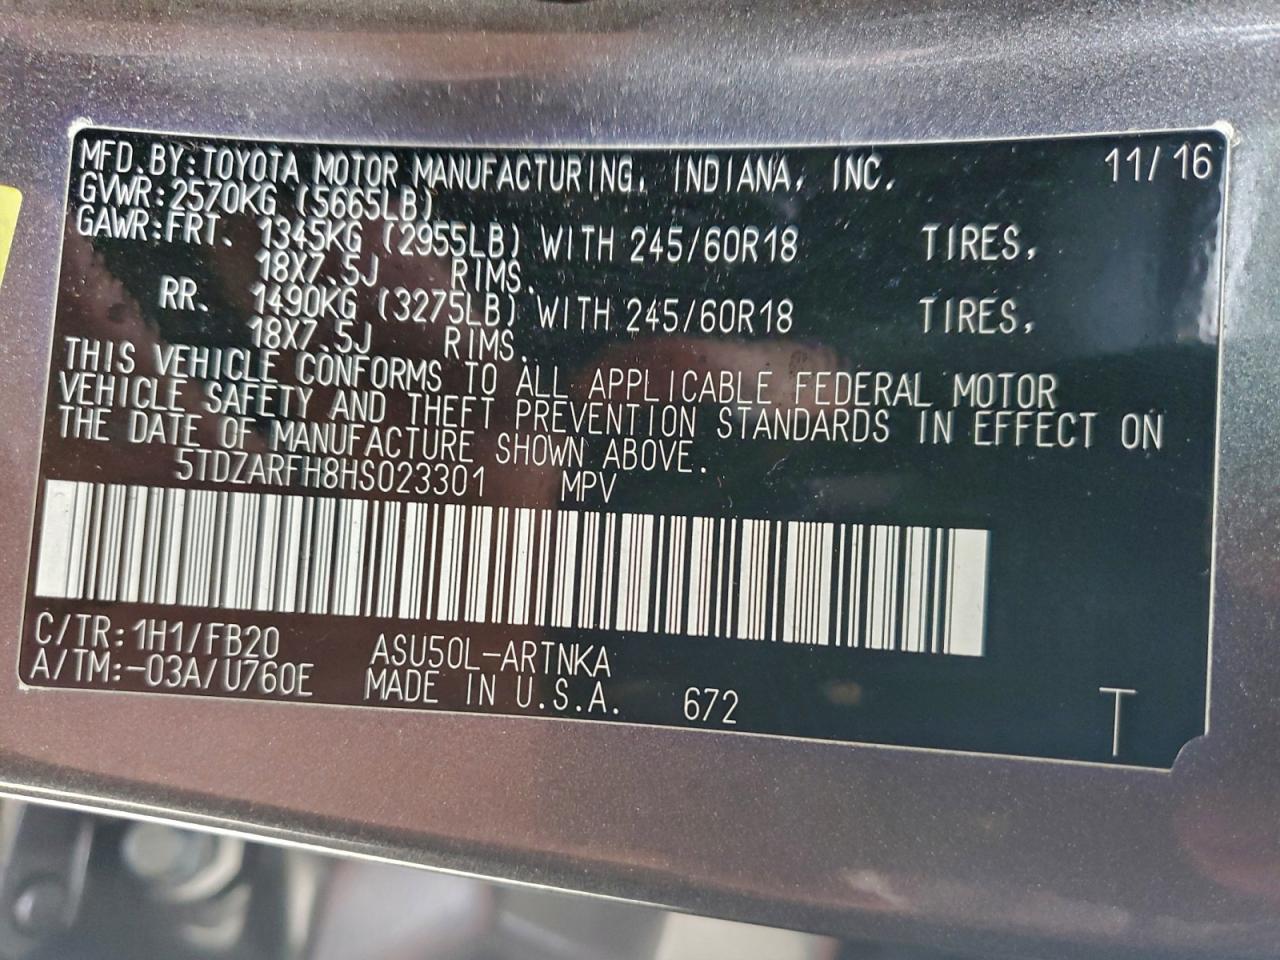 MFD. BY: TOYOTA MOTOR MANUFACTURING, INDIANA, INC. 11/16
GVWR: 2570KG (5665LB)
GAWR: FRT. 1345KG (2955LB) WITH 245/60R18 TIRES,
18X7.5J RIMS.
RR. 1490KG (3275LB) WITH 245/60R18 TIRES,
18X7.5J RIMS.
THIS VEHICLE CONFORMS TO ALL APPLICABLE FEDERAL MOTOR
VEHICLE SAFETY AND THEFT PREVENTION STANDARDS IN EFFECT ON
THE DATE OF MANUFACTURE SHOWN ABOVE.
5TDZARFH8HS023301 MPV
C/TR: 1H1/FB20 ASU50L-ARTNKA
A/TM: -03A/U760E MADE IN U.S.A. 672 T